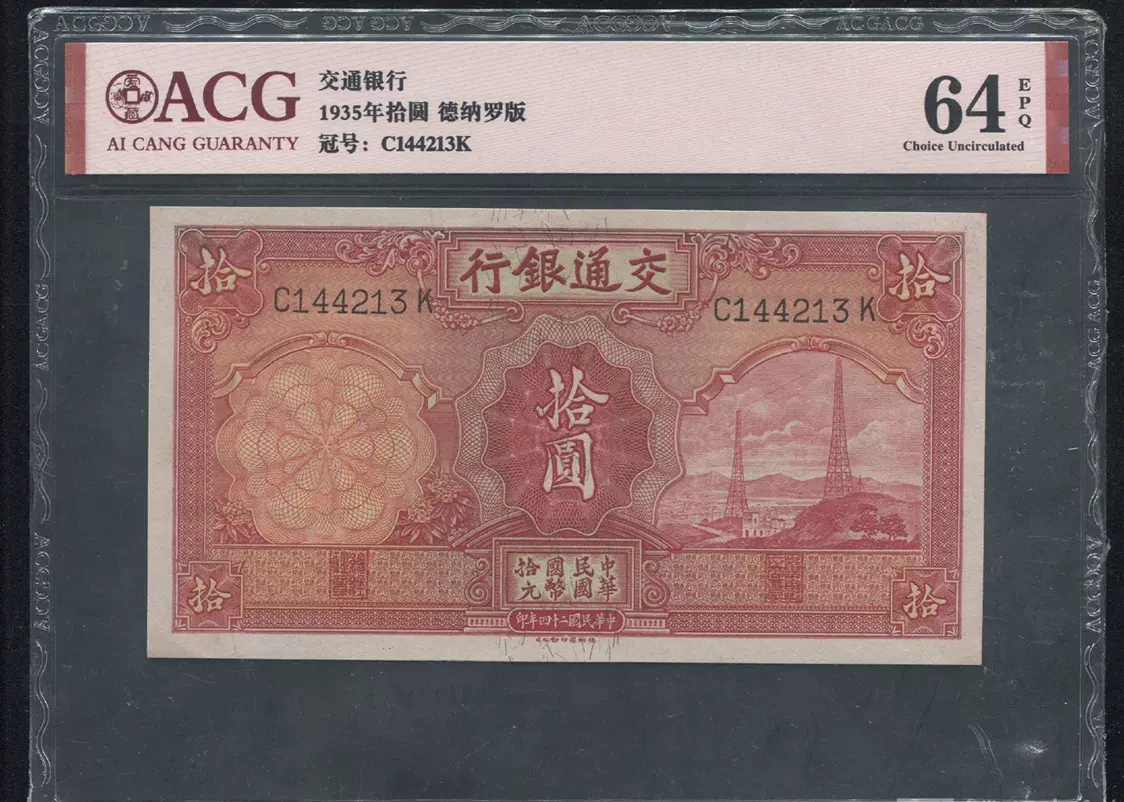 ACG
AI CANG GUARANTY
交通银行
1935年拾圓 德纳罗版
冠号：C144213K
64
EPQ
Choice Uncirculated
行銀通交
拾
拾
C144213 K
C144213 K
拾圓
中華
民國
國幣
拾元
拾
拾
印年四十二國民華中